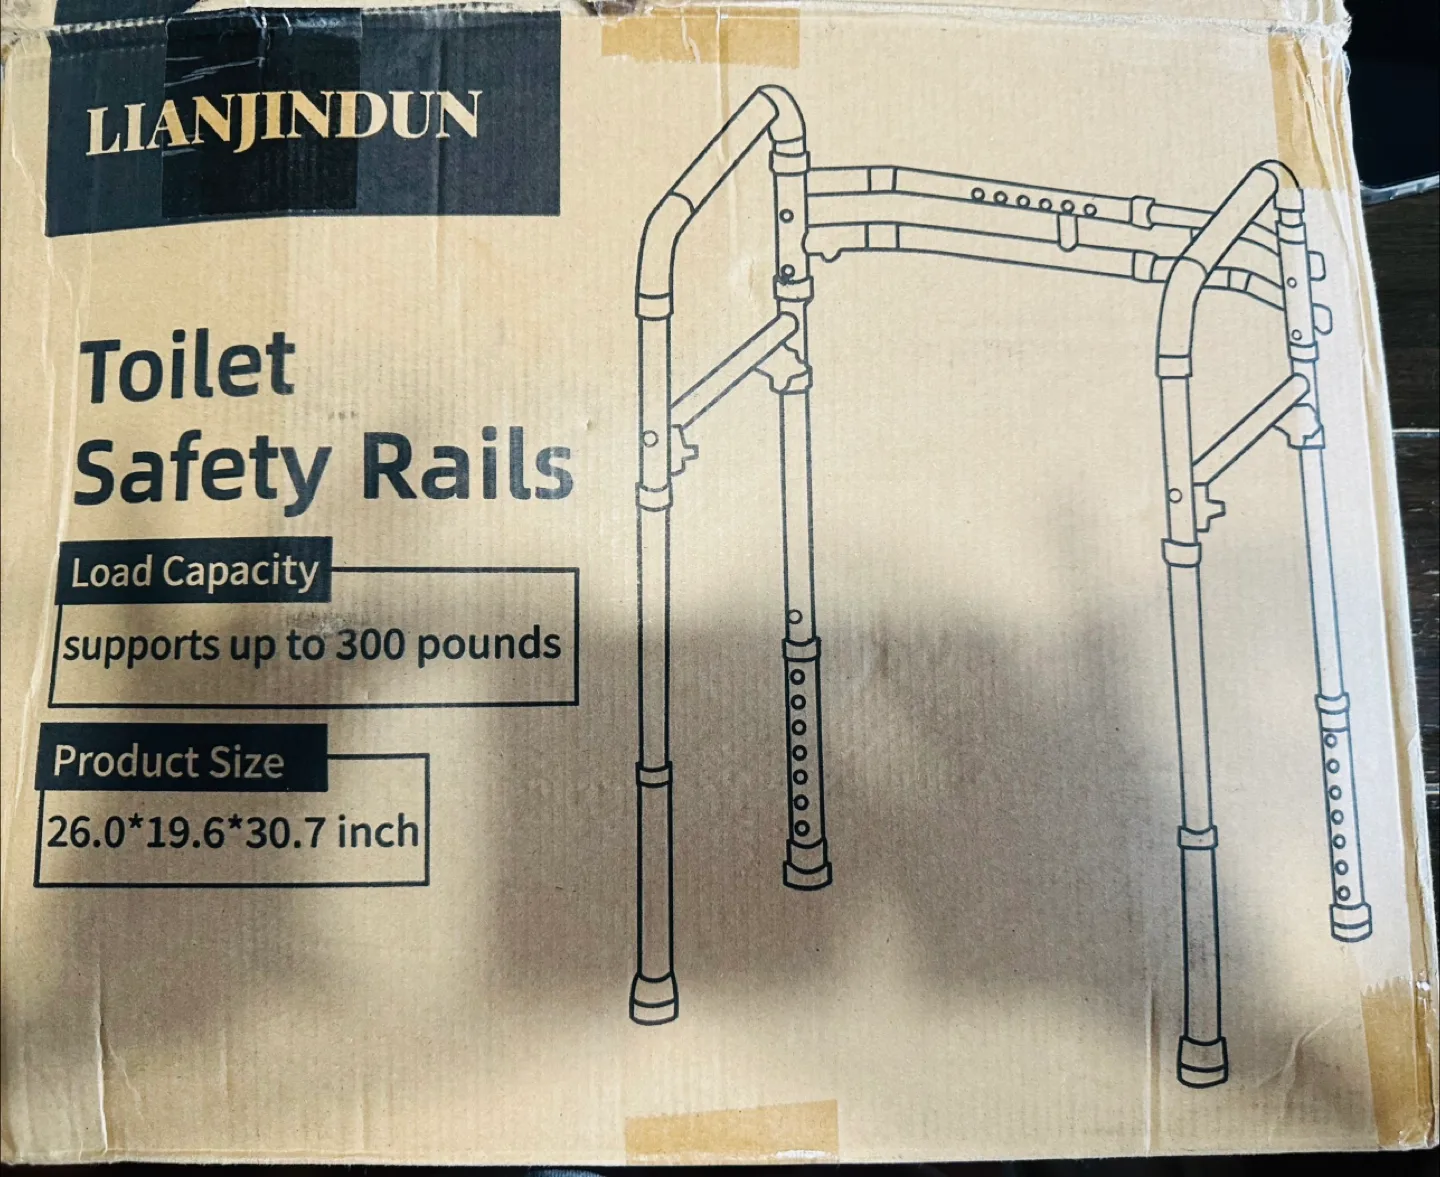 LIANJINDUN
Toilet
Safety Rails
Load Capacity
supports up to 300 pounds
Product Size
26.0*19.6*30.7 inch